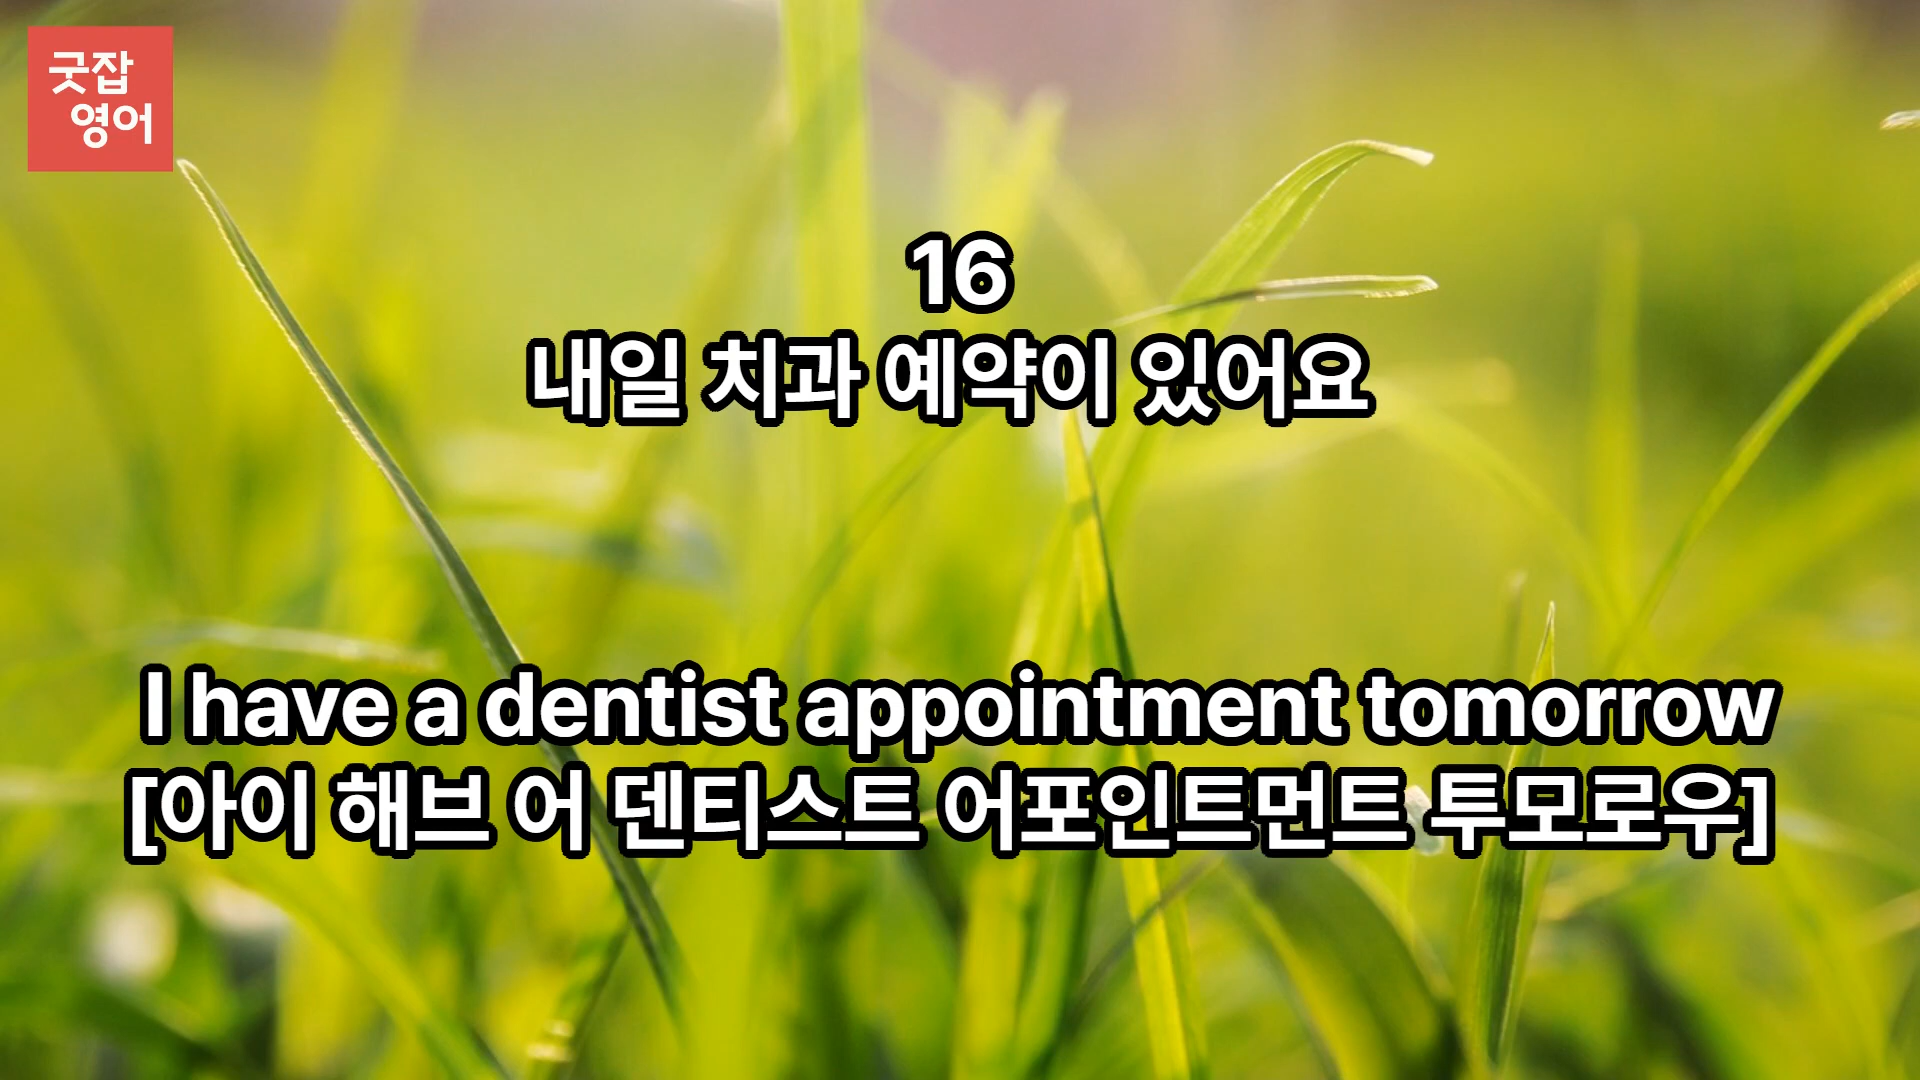 굿잡
영어
16
내일 치과 예약이 있어요
I have a dentist appointment tomorrow
[아이 해브 어 덴티스트 어포인트먼트 투모로우]